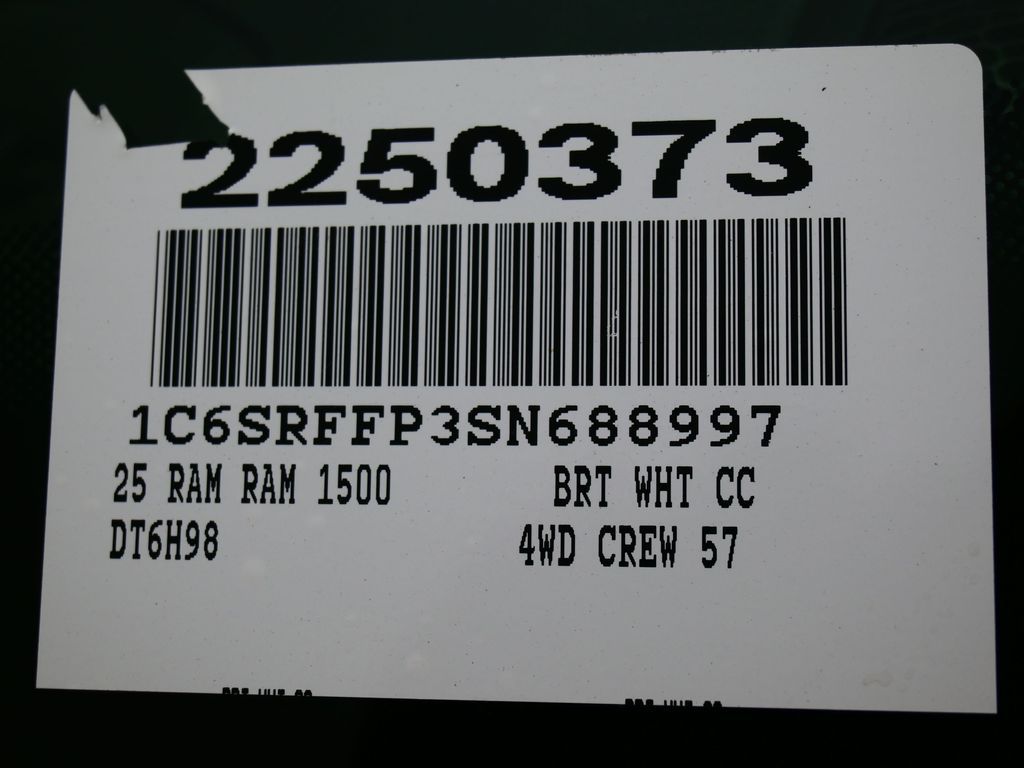 2250373
1C6SRFFP3SN688997
25 RAM RAM 1500 BRT WHT CC
DT6H98 4WD CREW 57